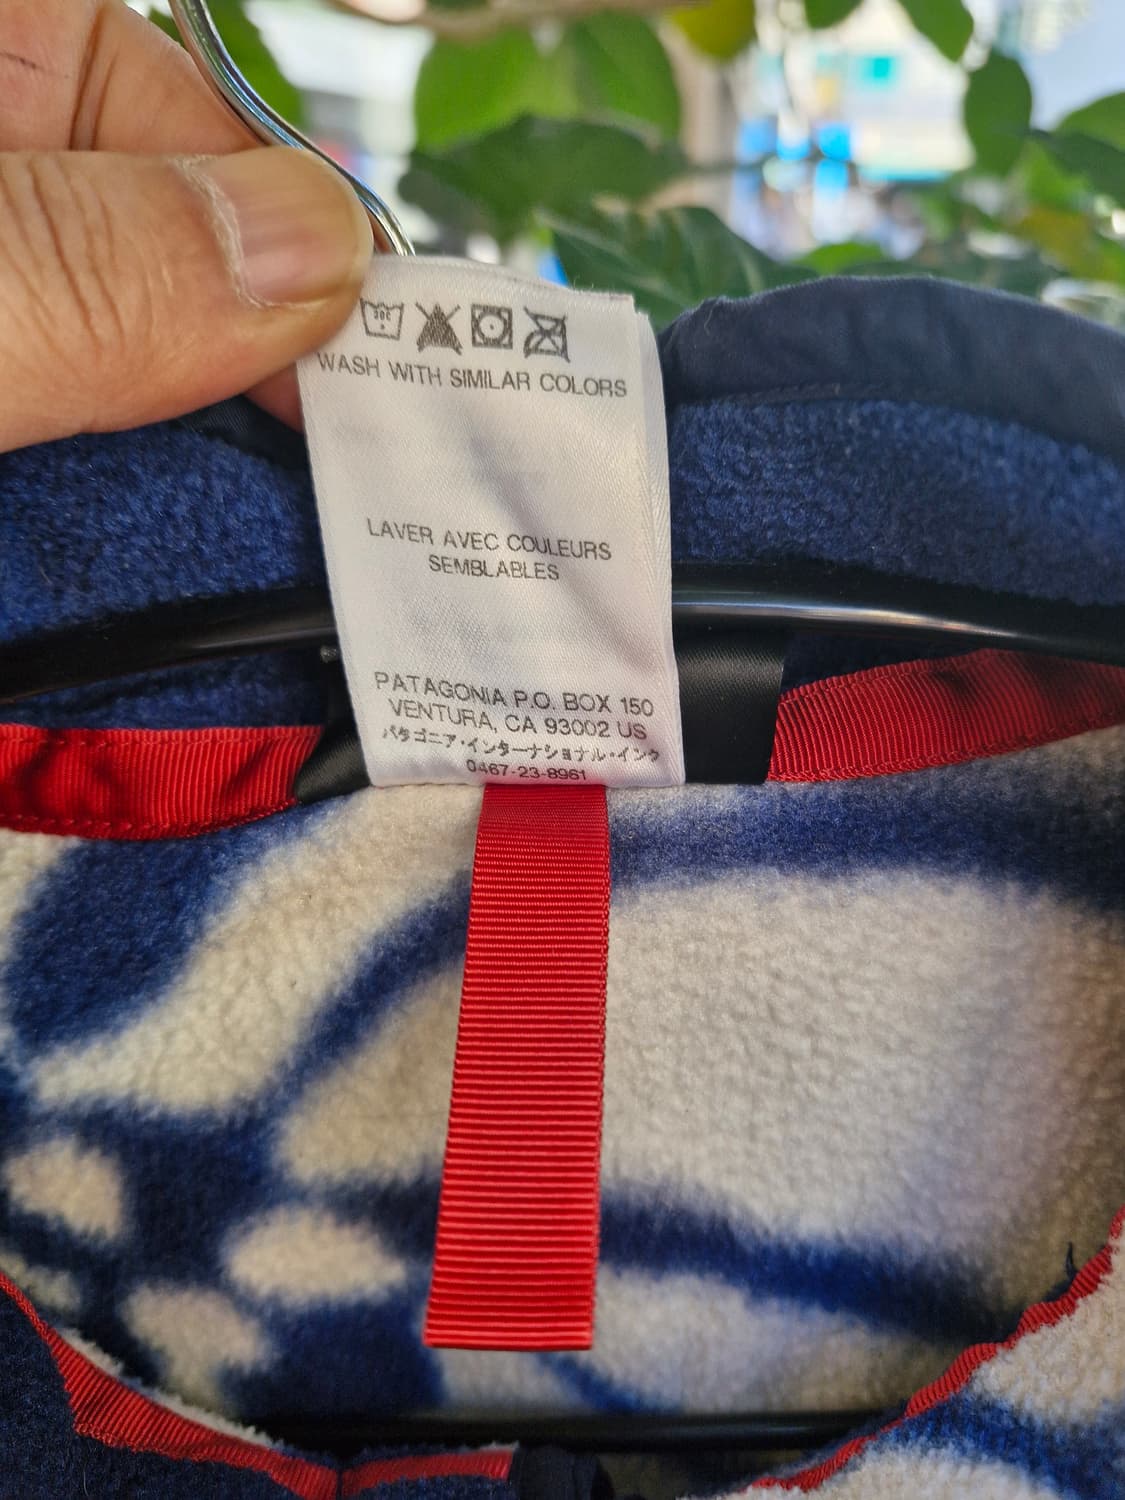 30C
WASH WITH SIMILAR COLORS
LAVER AVEC COULEURS
SEMBLABLES
PATAGONIA P.O. BOX 150
VENTURA, CA 93002 US
パタゴニア・インターナショナル・インク
0467-23-8961